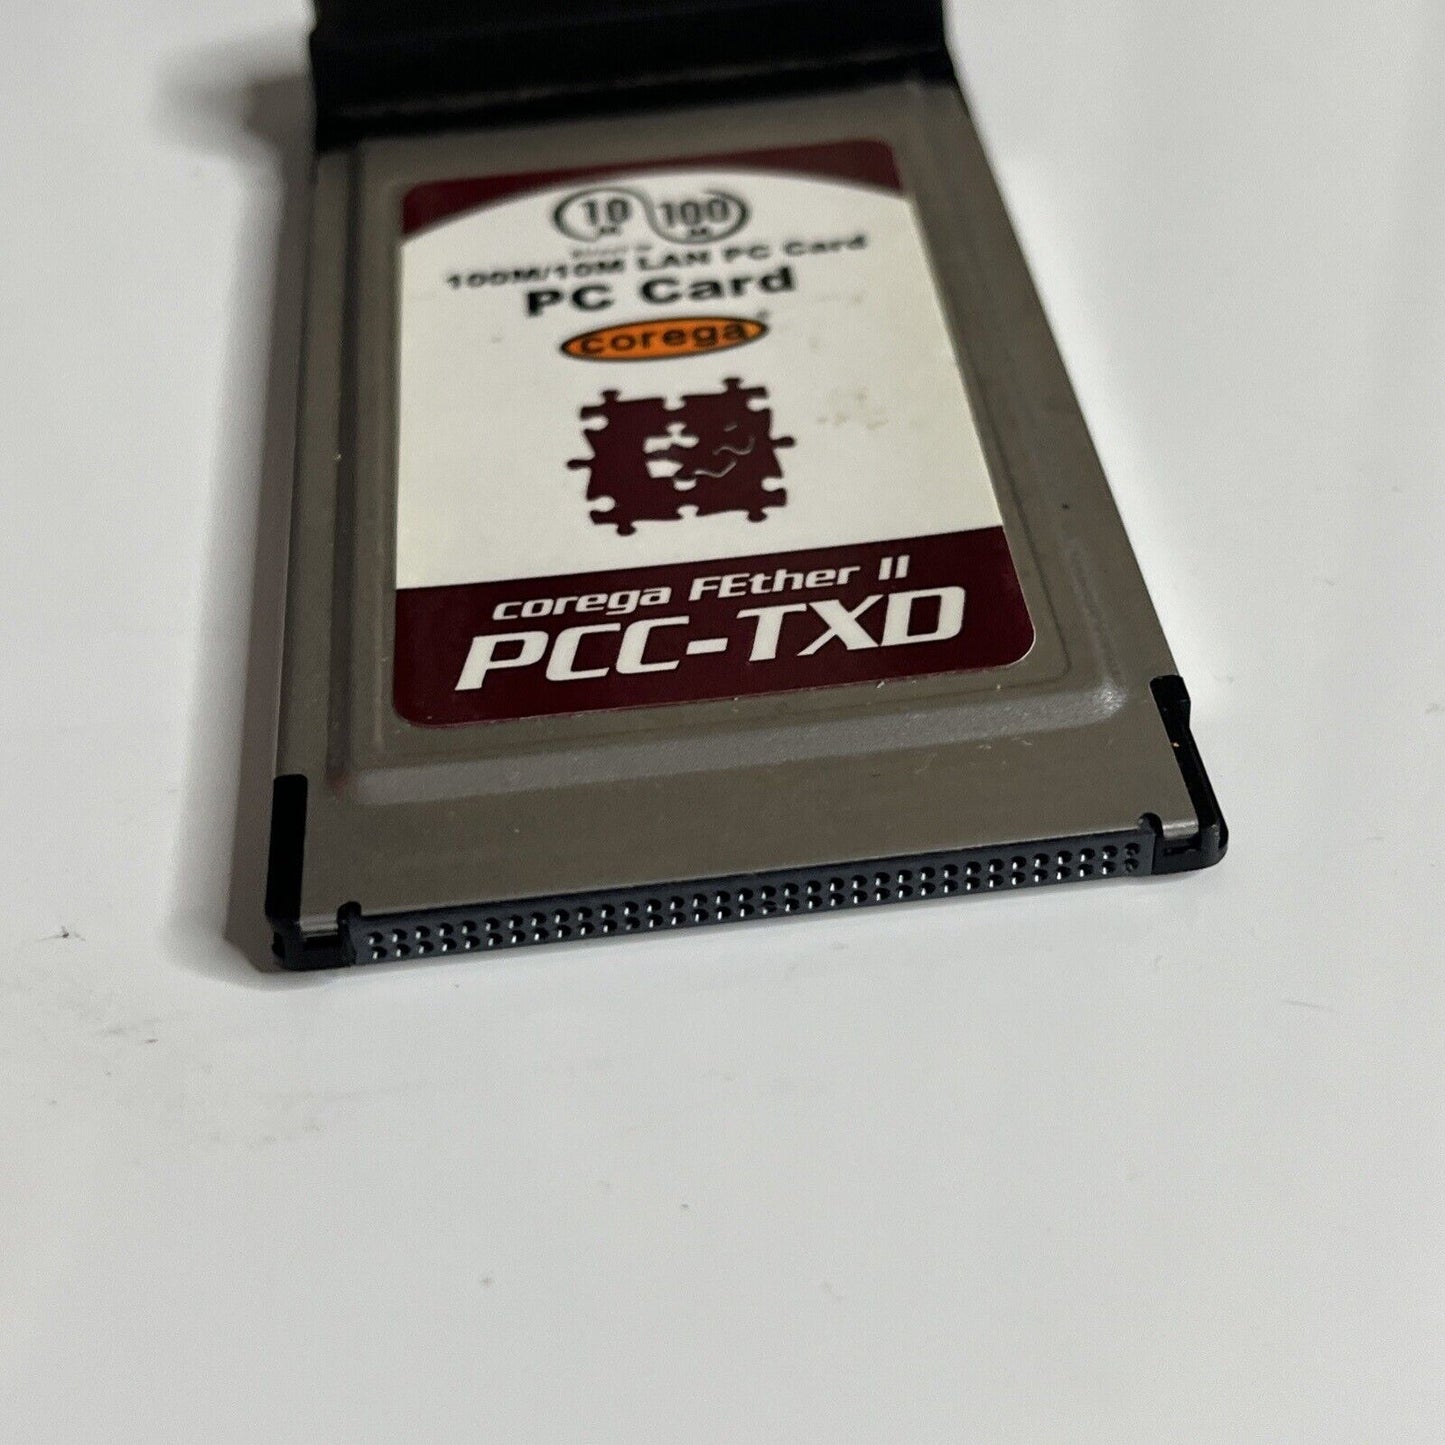 10 100
100M/10M LAN PC Card
PC Card
corega
corega FEther II
PCC-TXD